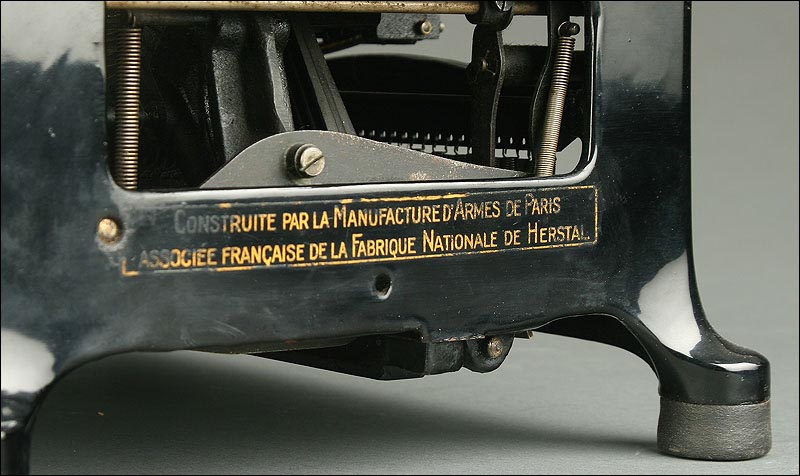 CONSTRUITE PAR LA MANUFACTURE D'ARMES DE PARIS
L'ASSOCIÉE FRANÇAISE DE LA FABRIQUE NATIONALE DE HERSTAL